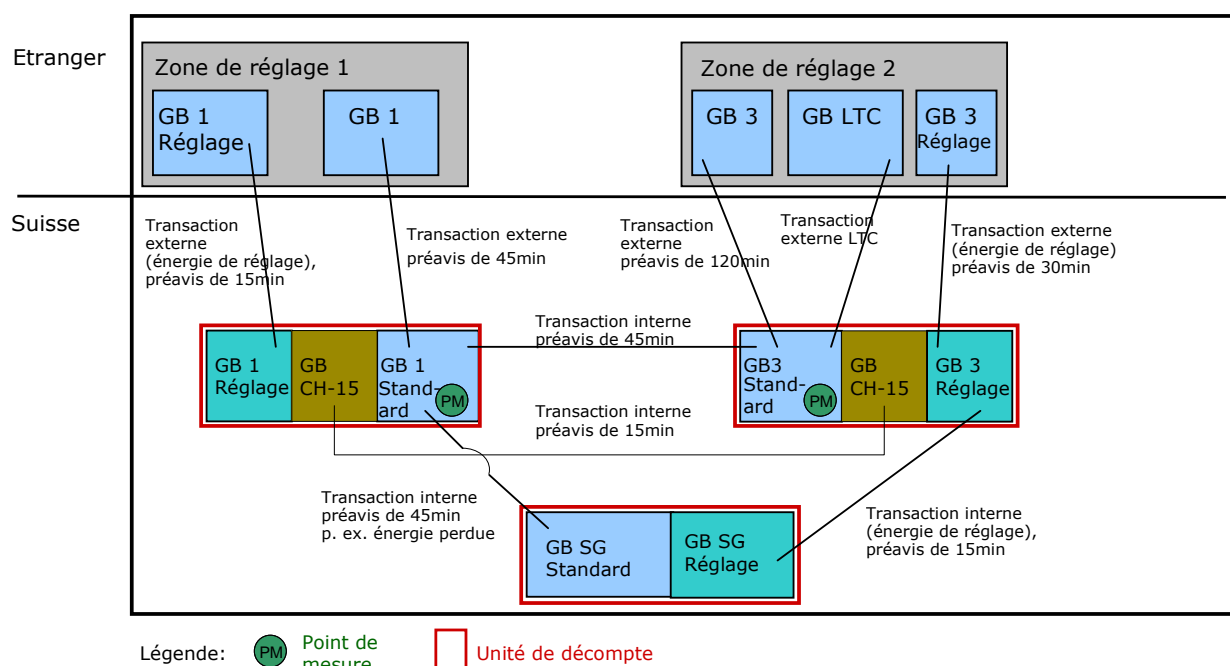 Etranger
Zone de réglage 1
GB 1
Réglage
GB 1
Zone de réglage 2
GB 3
GB LTC
GB 3
Réglage
Suisse
Transaction
externe
(énergie de réglage),
préavis de 15min
Transaction externe
préavis de 45min
Transaction
externe
préavis de 120min
Transaction
externe LTC
Transaction externe
(énergie de réglage)
préavis de 30min
GB 1
Réglage
GB
CH-15
GB 1
Stand-
ard
PM
Transaction interne
préavis de 45min
GB3
Stand-
ard
PM
GB
CH-15
GB 3
Réglage
Transaction interne
préavis de 15min
Transaction interne
préavis de 45min
p. ex. énergie perdue
GB SG
Standard
GB SG
Réglage
Transaction interne
(énergie de réglage),
préavis de 15min
Légende:
PM
Point de
mesure
Unité de décompte